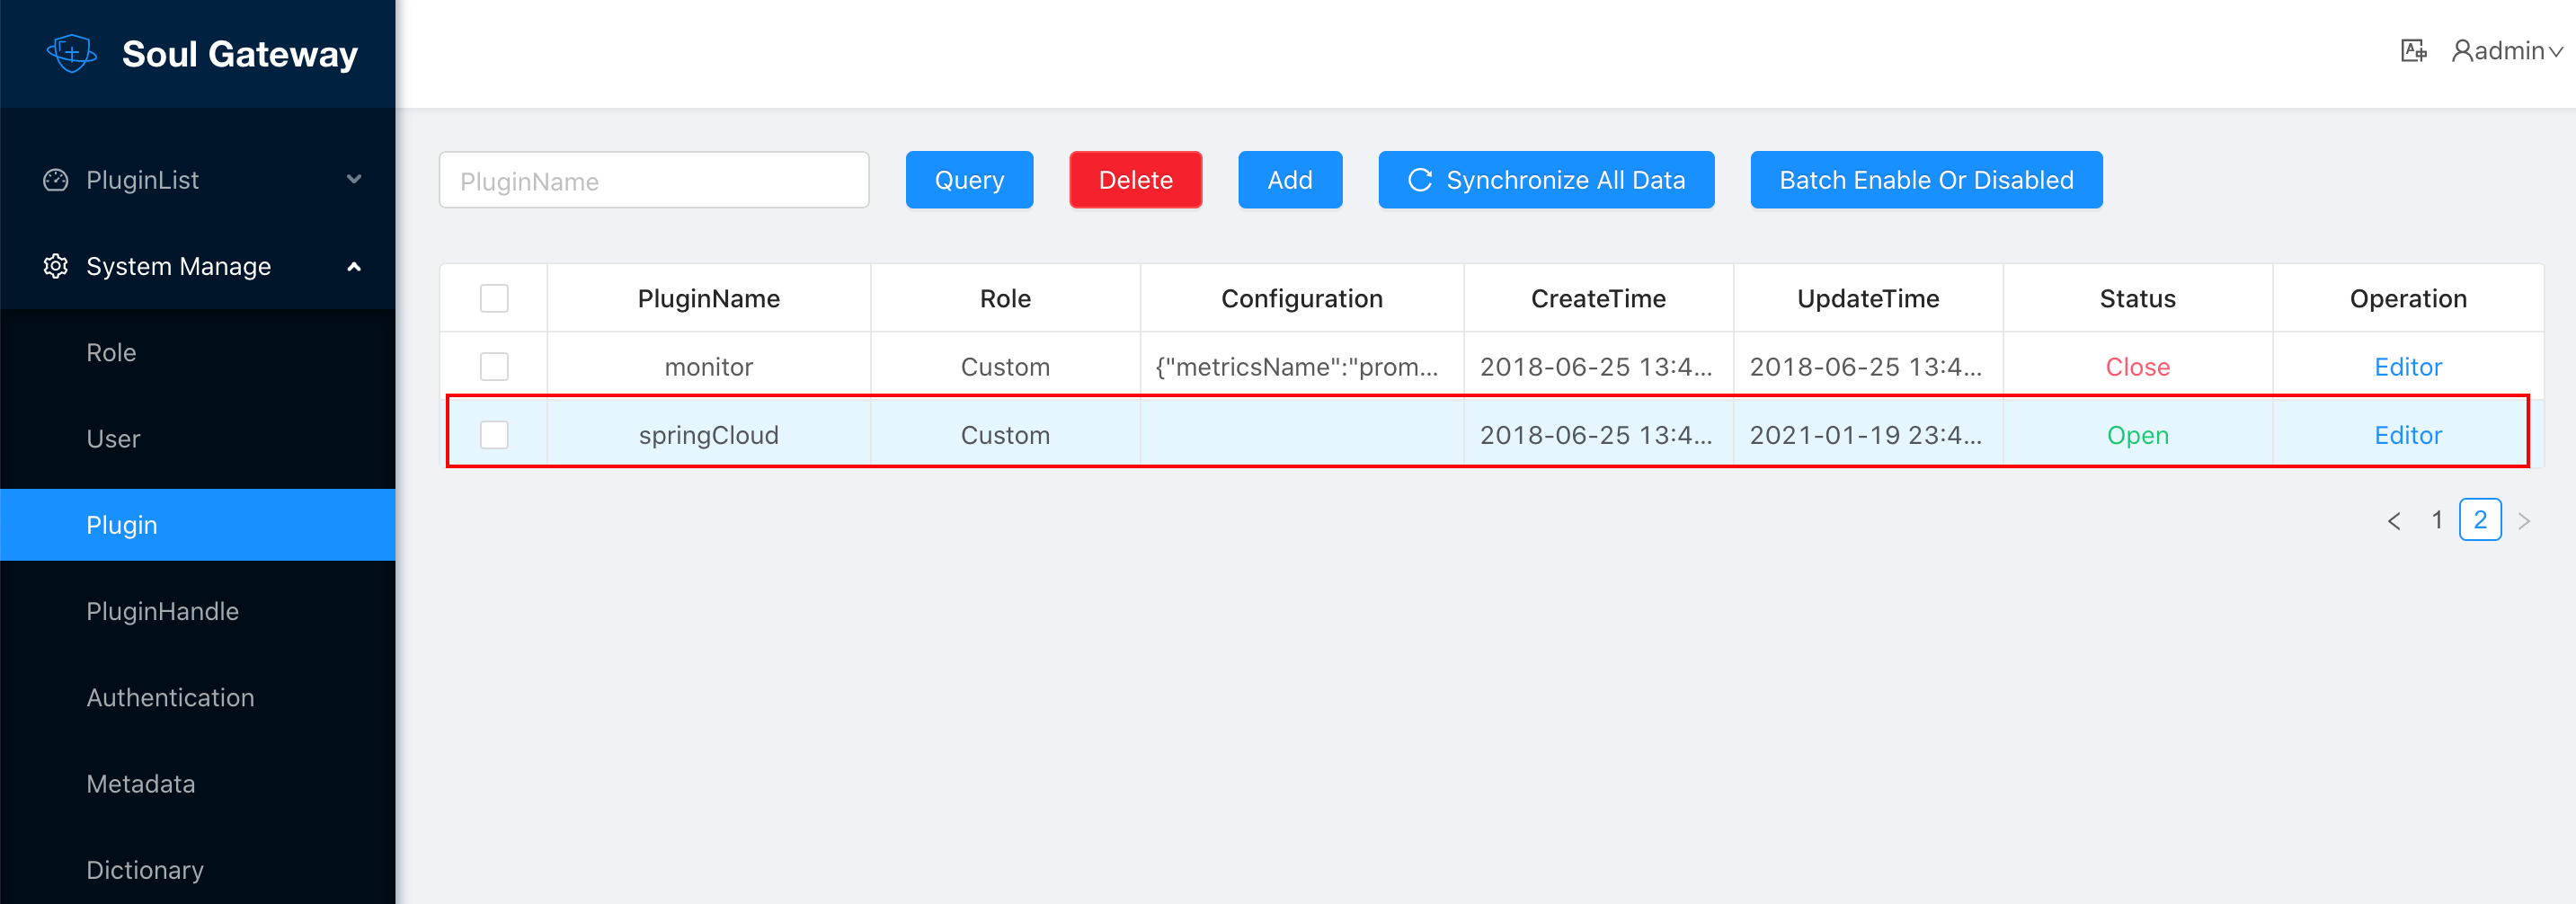 Soul Gateway
admin
PluginList
System Manage
Role
User
Plugin
PluginHandle
Authentication
Metadata
Dictionary
PluginName Query Delete Add Synchronize All Data Batch Enable Or Disabled
PluginName Role Configuration CreateTime UpdateTime Status Operation
monitor Custom {"metricsName":"prom... 2018-06-25 13:4... 2018-06-25 13:4... Close Editor
springCloud Custom 2018-06-25 13:4... 2021-01-19 23:4... Open Editor
< 1 2 >